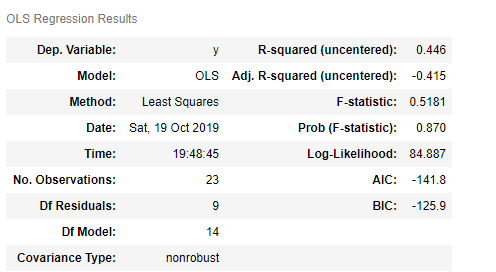 OLS Regression Results
Dep. Variable: y R-squared (uncentered): 0.446
Model: OLS Adj. R-squared (uncentered): -0.415
Method: Least Squares F-statistic: 0.5181
Date: Sat, 19 Oct 2019 Prob (F-statistic): 0.870
Time: 19:48:45 Log-Likelihood: 84.887
No. Observations: 23 AIC: -141.8
Df Residuals: 9 BIC: -125.9
Df Model: 14
Covariance Type: nonrobust